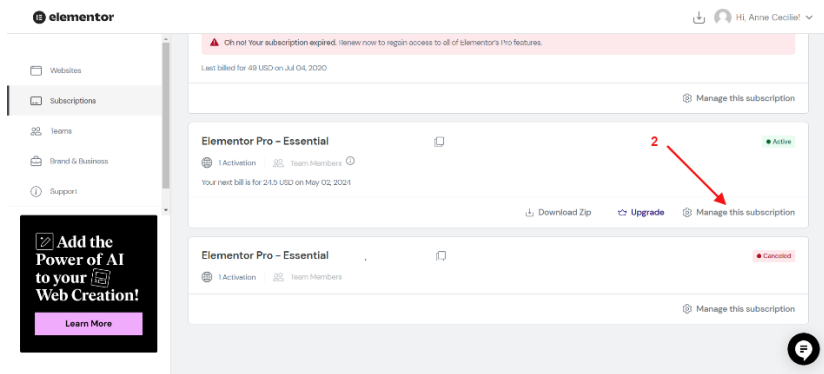 elementor
Hi, Anne Cecilie!
Oh no! Your subscription expired. Renew now to regain access to all of Elementor's Pro features.
Last billed for 49 USD on Jul 04, 2020
Manage this subscription
Websites
Subscriptions
Teams
Brand & Business
Support
Elementor Pro - Essential
Active
2
1 Activation Team Members
Your next bill is for 24.5 USD on May 02, 2024
Download Zip Upgrade Manage this subscription
Elementor Pro - Essential
Canceled
1 Activation Team Members
Manage this subscription
Add the
Power of AI
to your
Web Creation!
Learn More